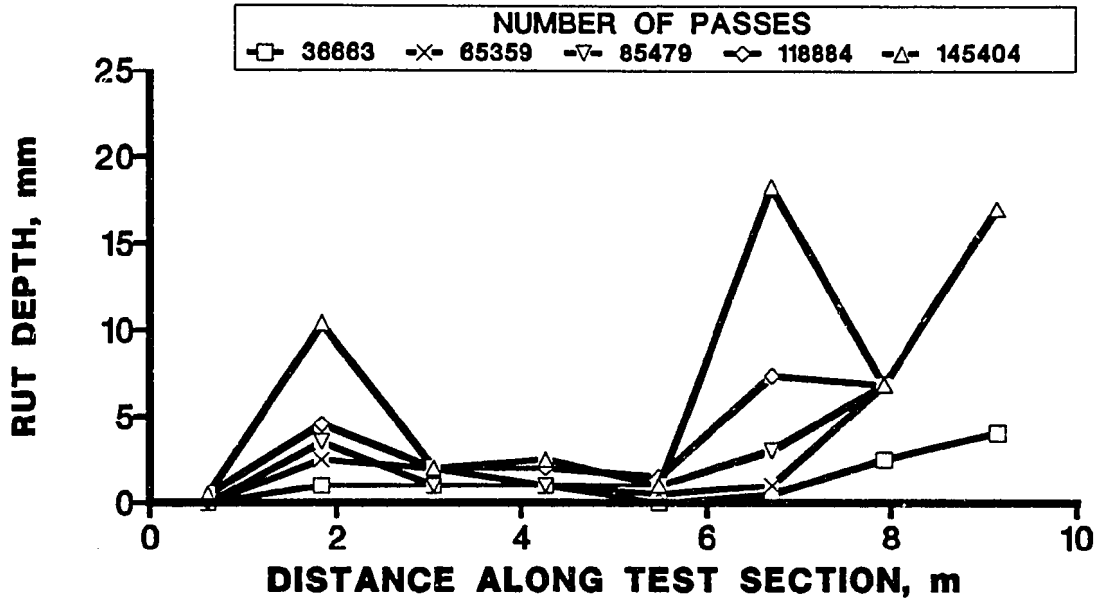 NUMBER OF PASSES
36663 65359 85479 118884 145404
25
20
15
10
5
0
RUT DEPTH, mm
0 2 4 6 8 10
DISTANCE ALONG TEST SECTION, m